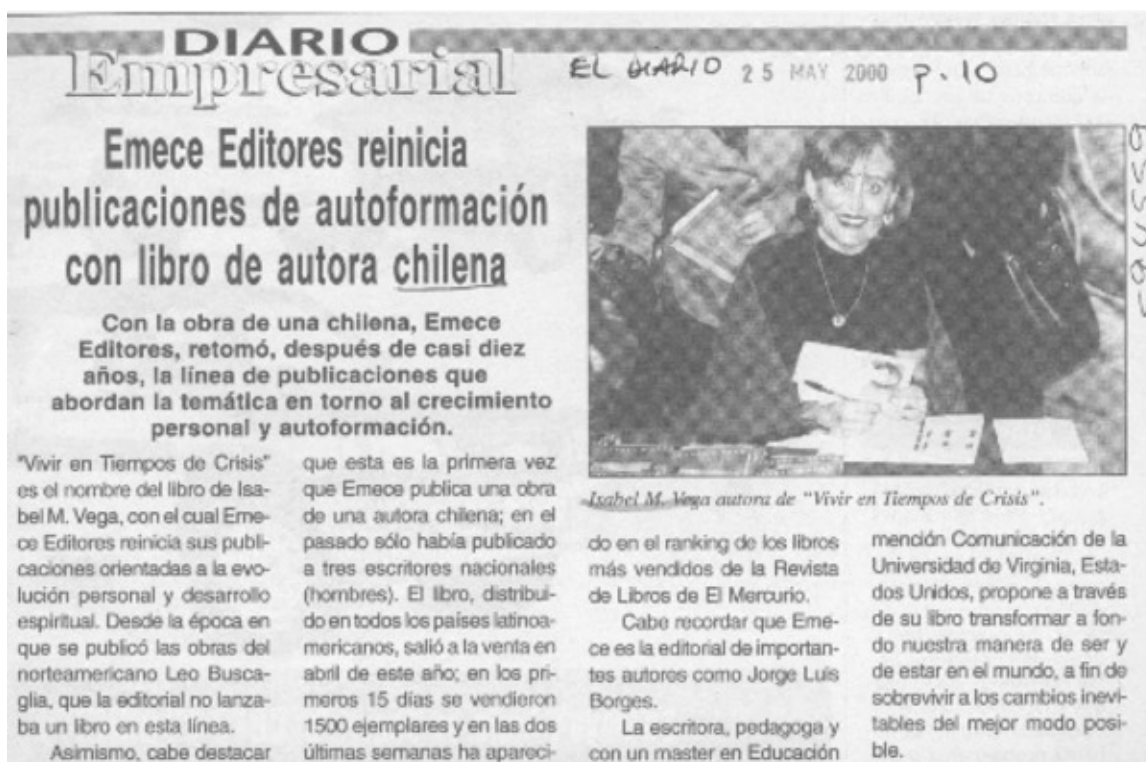 DIARIO
Empresarial
EL DIARIO 25 MAY 2000 P. 10
Emece Editores reinicia
publicaciones de autoformación
con libro de autora chilena
Con la obra de una chilena, Emece
Editores, retomó, después de casi diez
años, la línea de publicaciones que
abordan la temática en torno al crecimiento
personal y autoformación.
"Vivir en Tiempos de Crisis"
es el nombre del libro de Isa-
bel M. Vega, con el cual Eme-
ce Editores reinicia sus publi-
caciones orientadas a la evo-
lución personal y desarrollo
espiritual. Desde la época en
que se publicó las obras del
norteamericano Leo Busca-
glia, que la editorial no lanza-
ba un libro en esta línea.
Asimismo, cabe destacar
que esta es la primera vez
que Emece publica una obra
de una autora chilena; en el
pasado sólo había publicado
a tres escritores nacionales
(hombres). El libro, distribui-
do en todos los países latinoa-
mericanos, salió a la venta en
abril de este año; en los pri-
meros 15 días se vendieron
1500 ejemplares y en las dos
últimas semanas ha apareci-
Isabel M. Vega autora de "Vivir en Tiempos de Crisis".
do en el ranking de los libros
más vendidos de la Revista
de Libros de El Mercurio.
Cabe recordar que Eme-
ce es la editorial de importan-
tes autores como Jorge Luis
Borges.
La escritora, pedagoga y
con un master en Educación
mención Comunicación de la
Universidad de Virginia, Esta-
dos Unidos, propone a través
de su libro transformar a fon-
do nuestra manera de ser y
de estar en el mundo, a fin de
sobrevivir a los cambios inevi-
tables del mejor modo posi-
ble.